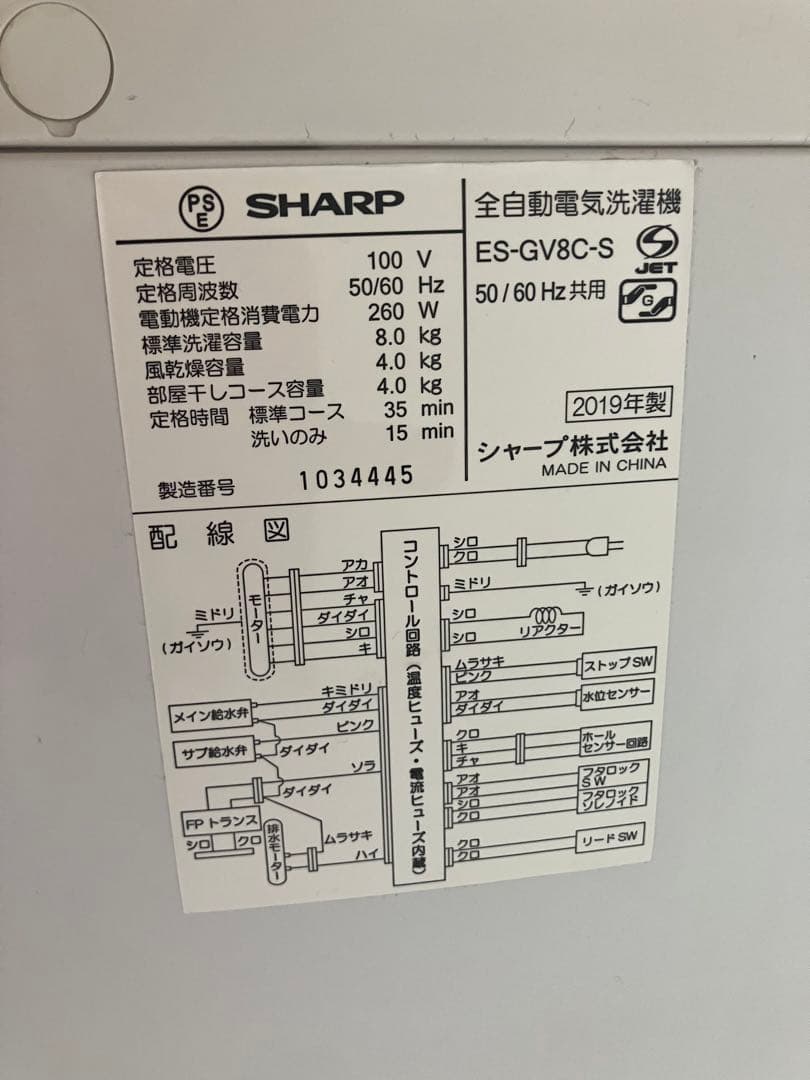 PSE SHARP
定格電圧 100 V
定格周波数 50/60 Hz
電動機定格消費電力 260 W
標準洗濯容量 8.0 kg
風乾燥容量 4.0 kg
部屋干しコース容量 4.0 kg
定格時間 標準コース 35 min
洗いのみ 15 min
製造番号 1034445
全自動電気洗濯機
ES-GV8C-S
S JET
50/60Hz共用
G
2019年製
シャープ株式会社
MADE IN CHINA
配線図
モーター
ミドリ
(ガイソウ)
アカ
アオ
チャ
ダイダイ
シロ
キ
メイン給水弁
キミドリ
ダイダイ
サブ給水弁
ピンク
ダイダイ
ソラ
ダイダイ
FPトランス
シロ クロ
排水モーター
ムラサキ
ハイ
コントロール回路(温度ヒューズ・電流ヒューズ内蔵)
シロ
クロ
ミドリ
(ガイソウ)
シロ
シロ
リアクター
ムラサキ
ピンク
ストップSW
アオ
ダイダイ
水位センサー
クロ
キ
チャ
ホール
センサー回路
アオ
アオ
フタロック
SW
シロ
クロ
フタロック
ソレノイド
クロ
クロ
リードSW